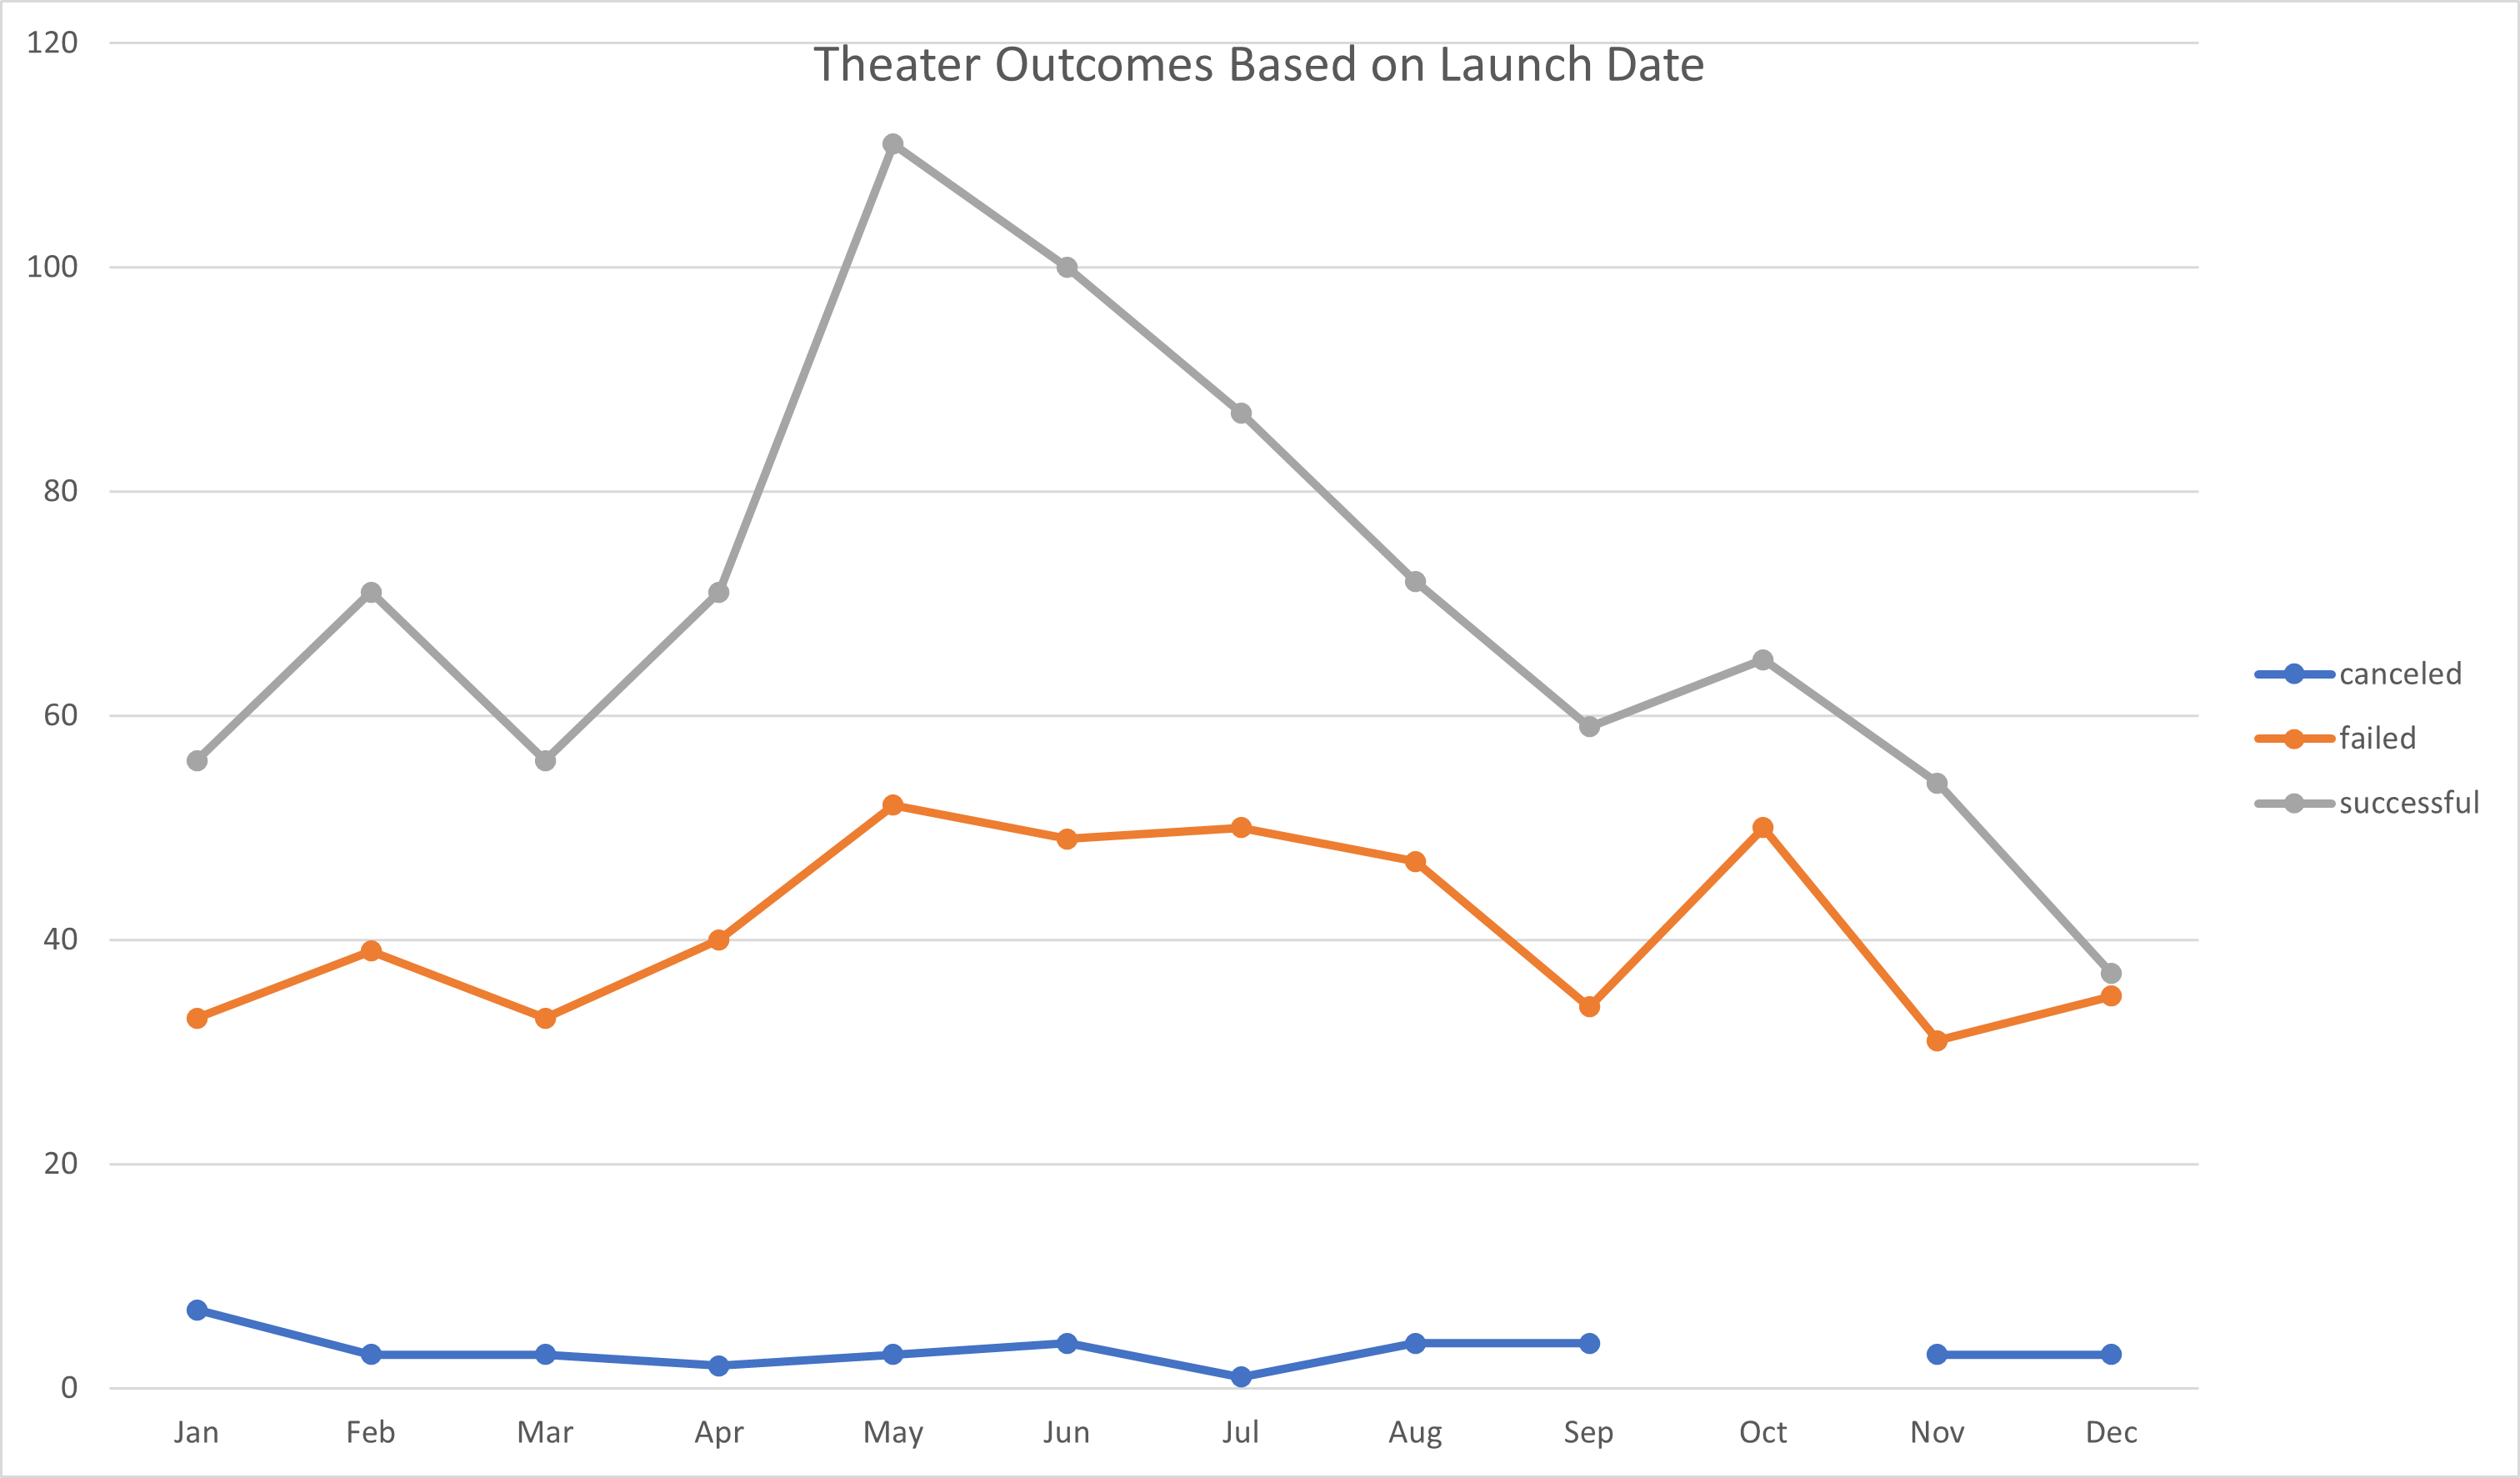 Theater Outcomes Based on Launch Date
120
100
80
60
40
20
0
Jan Feb Mar Apr May Jun Jul Aug Sep Oct Nov Dec
canceled
failed
successful